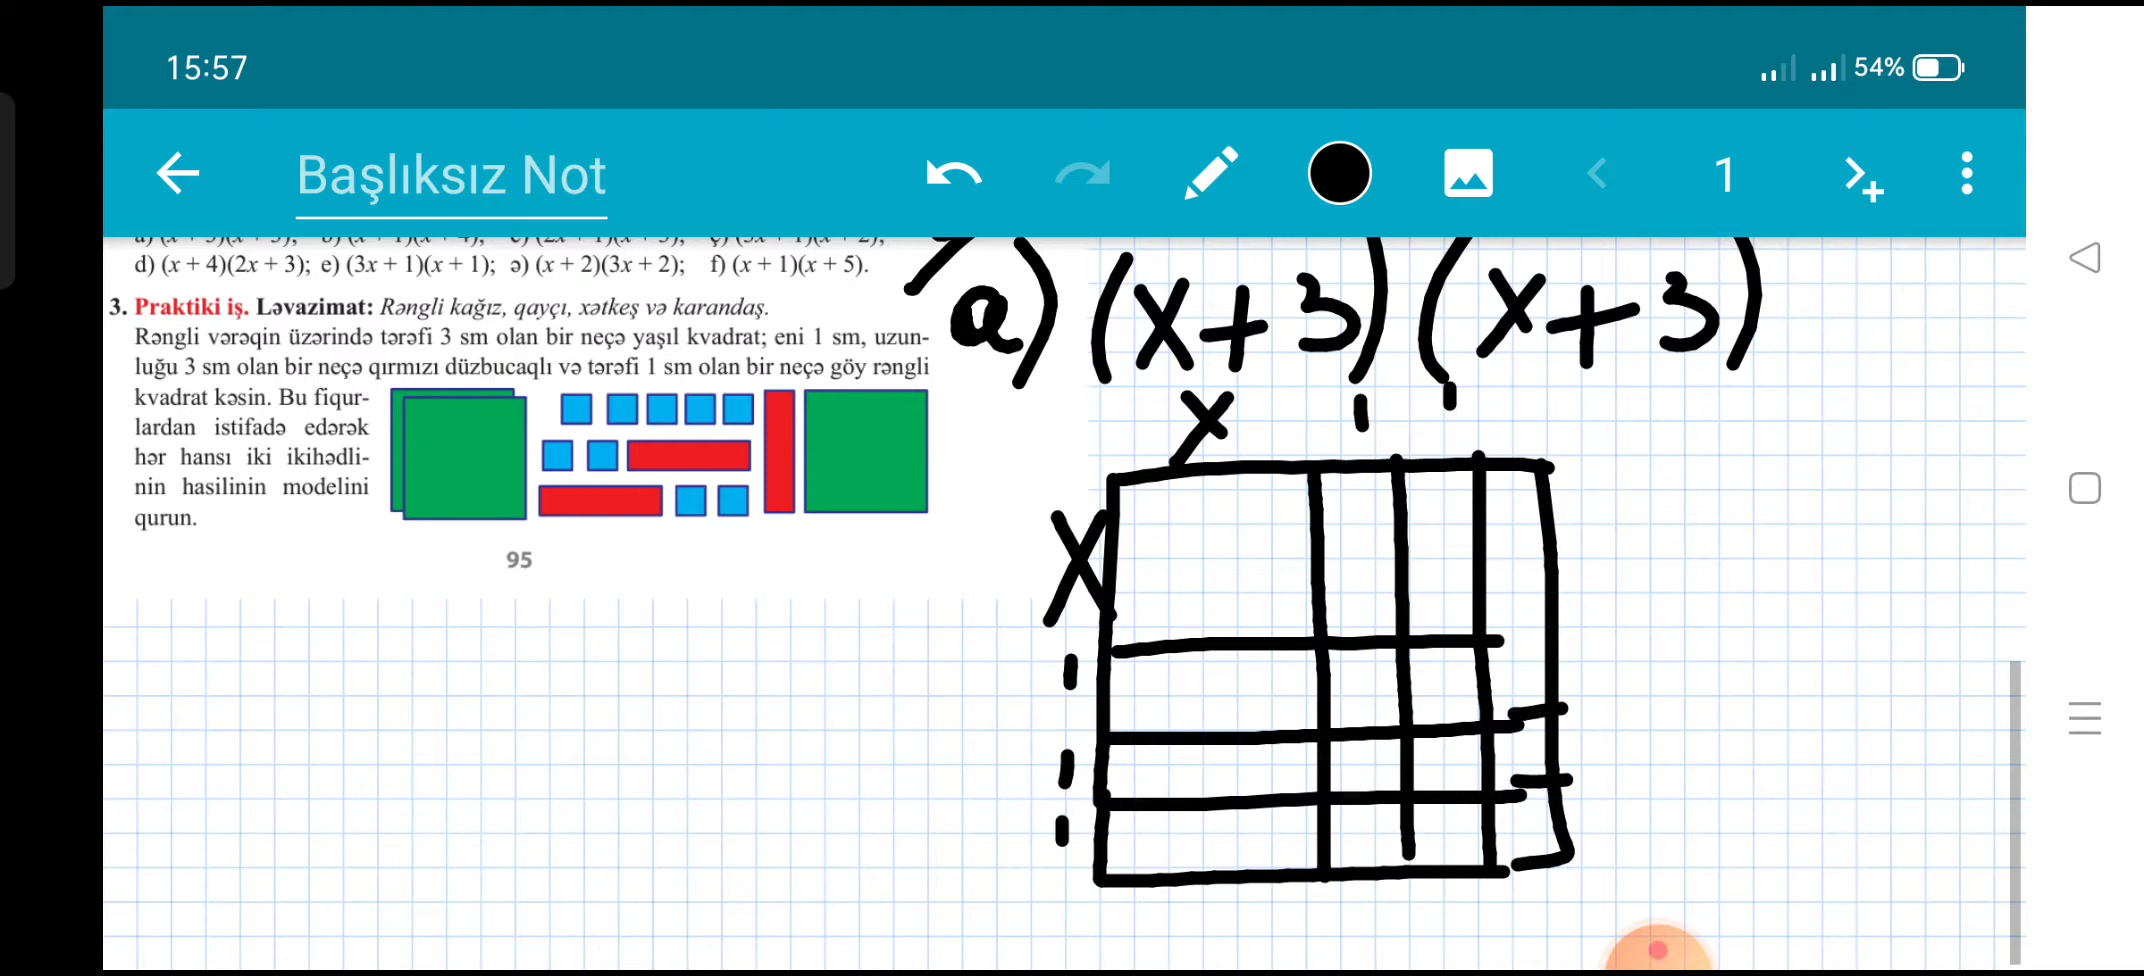 15:57
54%
Başlıksız Not
1
d) (x + 4)(2x + 3); e) (3x + 1)(x + 1); ə) (x + 2)(3x + 2); f) (x + 1)(x + 5).
3. Praktiki iş. Ləvazimat: Rəngli kağız, qayçı, xətkeş və karandaş.
Rəngli vərəqin üzərində tərəfi 3 sm olan bir neçə yaşıl kvadrat; eni 1 sm, uzun-
luğu 3 sm olan bir neçə qırmızı düzbucaqlı və tərəfi 1 sm olan bir neçə göy rəngli
kvadrat kəsin. Bu fiqur-
lardan istifadə edərək
hər hansı iki ikihədli-
nin hasilinin modelini
qurun.
95
a) (x+3) (x+3)
x ı ı
x
ı
ı
ı